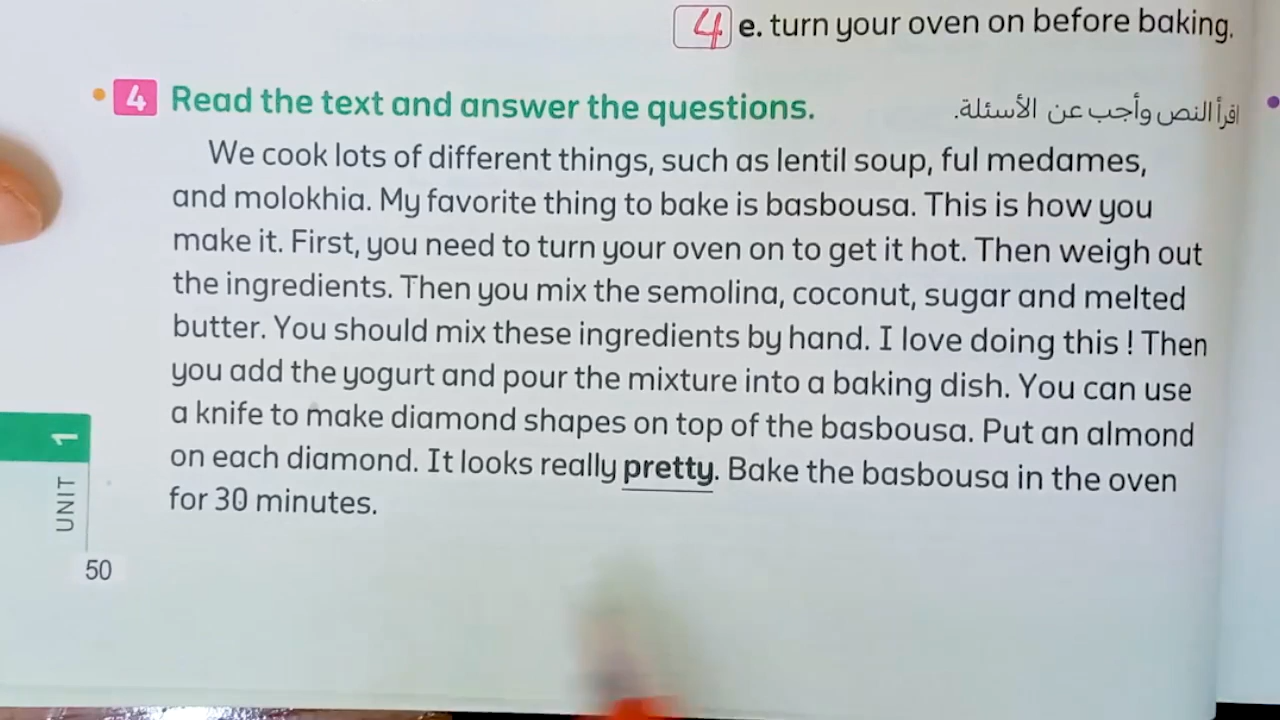 4 e. turn your oven on before baking.
4 Read the text and answer the questions. اقرأ النص وأجب عن الأسئلة.
We cook lots of different things, such as lentil soup, ful medames,
and molokhia. My favorite thing to bake is basbousa. This is how you
make it. First, you need to turn your oven on to get it hot. Then weigh out
the ingredients. Then you mix the semolina, coconut, sugar and melted
butter. You should mix these ingredients by hand. I love doing this ! Then
you add the yogurt and pour the mixture into a baking dish. You can use
a knife to make diamond shapes on top of the basbousa. Put an almond
on each diamond. It looks really pretty. Bake the basbousa in the oven
for 30 minutes.
UNIT 1
50